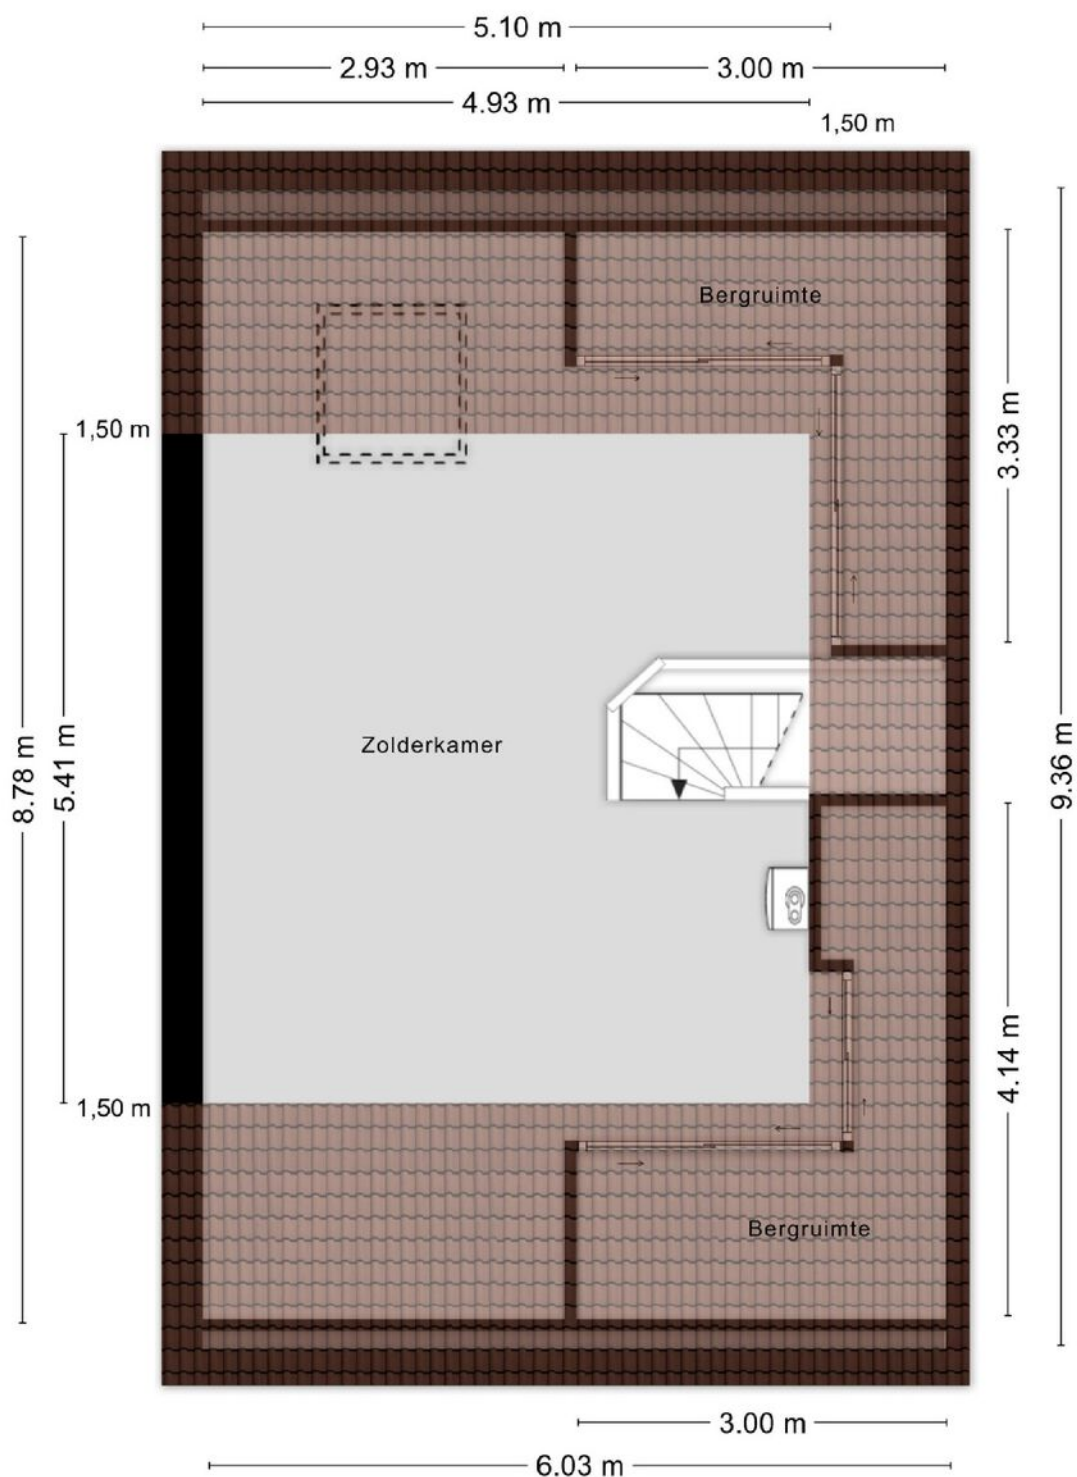 5.10 m
2.93 m
3.00 m
4.93 m
1,50 m
Bergruimte
1,50 m
3.33 m
Zolderkamer
8.78 m
5.41 m
9.36 m
4.14 m
1,50 m
Bergruimte
3.00 m
6.03 m